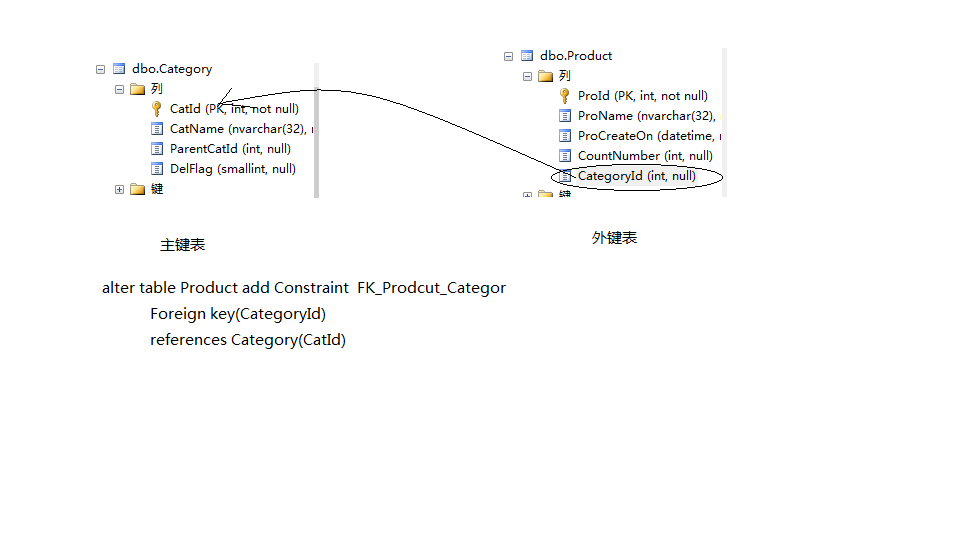 dbo.Category
列
CatId (PK, int, not null)
CatName (nvarchar(32),
ParentCatId (int, null)
DelFlag (smallint, null)
键
主键表
dbo.Product
列
ProId (PK, int, not null)
ProName (nvarchar(32),
ProCreateOn (datetime,
CountNumber (int, null)
CategoryId (int, null)
键
外键表
alter table Product add Constraint FK_Prodcut_Categor
Foreign key(CategoryId)
references Category(CatId)